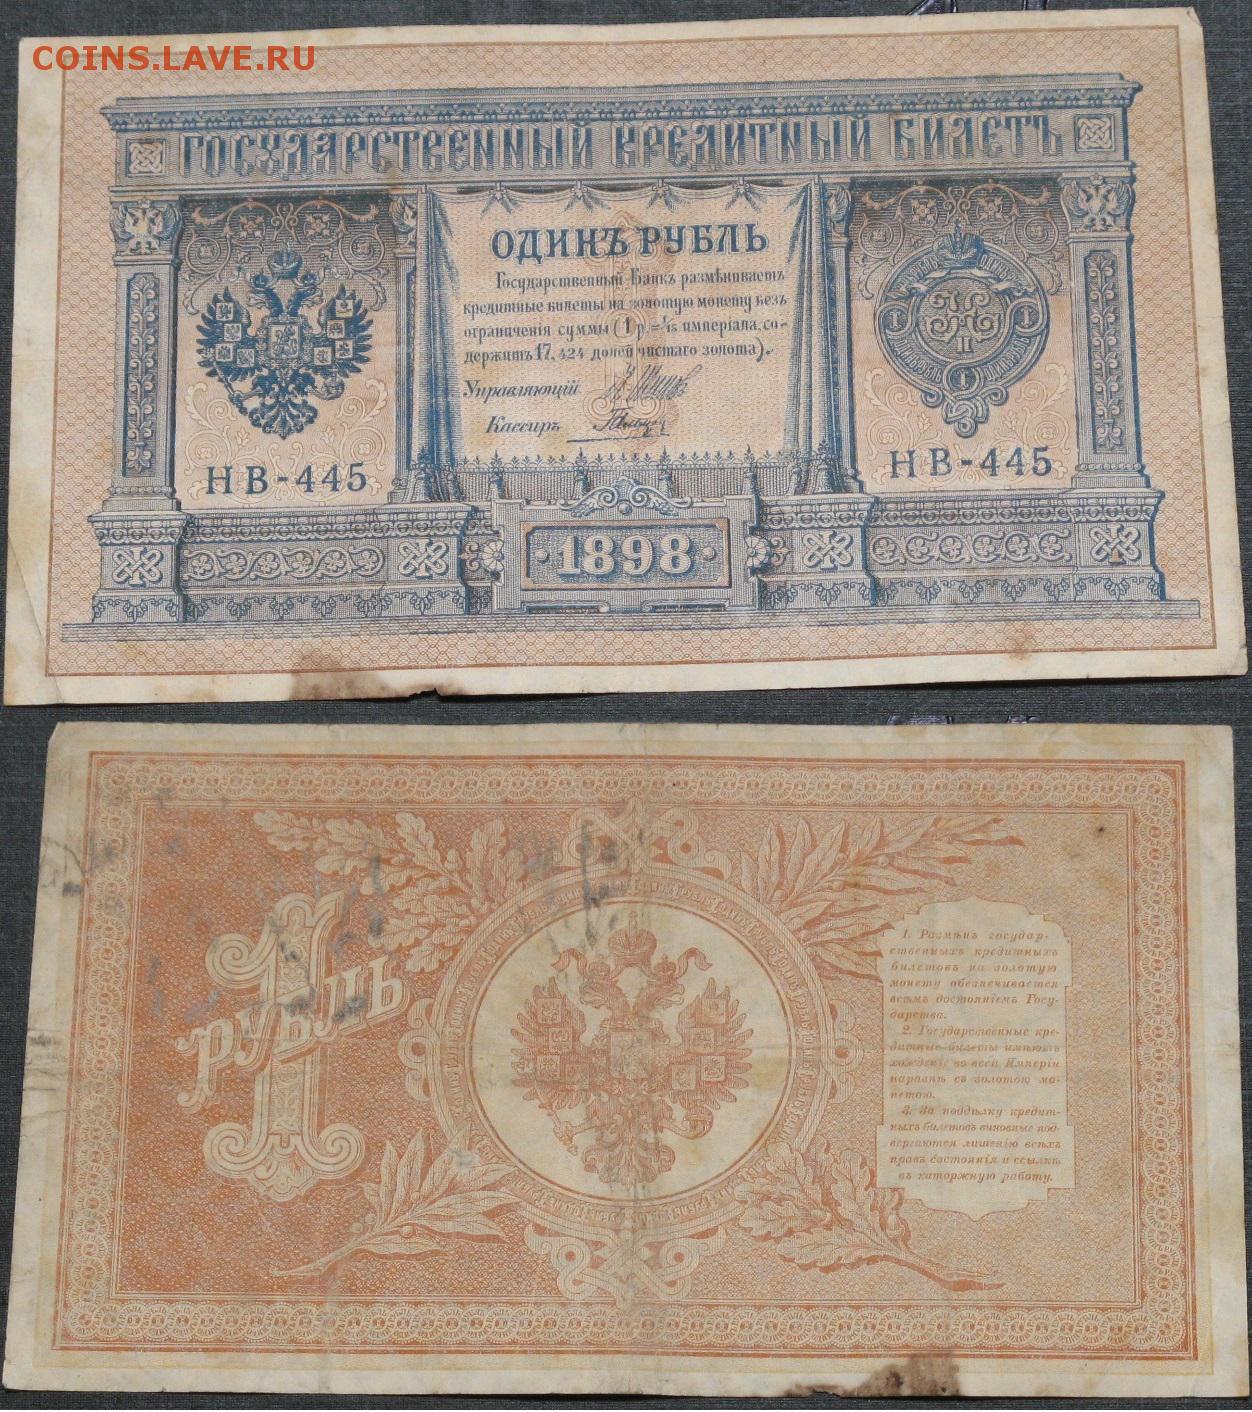 COINS.LAVE.RU
ГОСУДАРСТВЕННЫЙ КРЕДИТНЫЙ БИЛЕТЪ
ОДИНЪ РУБЛЬ
Государственный Банкъ размѣниваетъ
кредитные билеты на золотую монету безъ
ограниченія суммы (1 р.=1/15 имперіала, со-
держитъ 17,424 долей чистаго золота).
Управляющій
Кассиръ
НВ-445
НВ-445
1898
1 РУБЛЬ
1. Размѣнъ государ-
ственныхъ кредитныхъ
билетовъ на золотую
монету обезпечивается
всѣмъ достояніемъ Госу-
дарства.
2. Государственные кре-
дитные билеты имѣютъ
хожденіе во всей Имперіи
наравнѣ съ золотою мо-
нетою.
3. За поддѣлку кредит-
ныхъ билетовъ виновные под-
вергаются лишенію всѣхъ
правъ состоянія и ссылкѣ
въ каторжную работу.